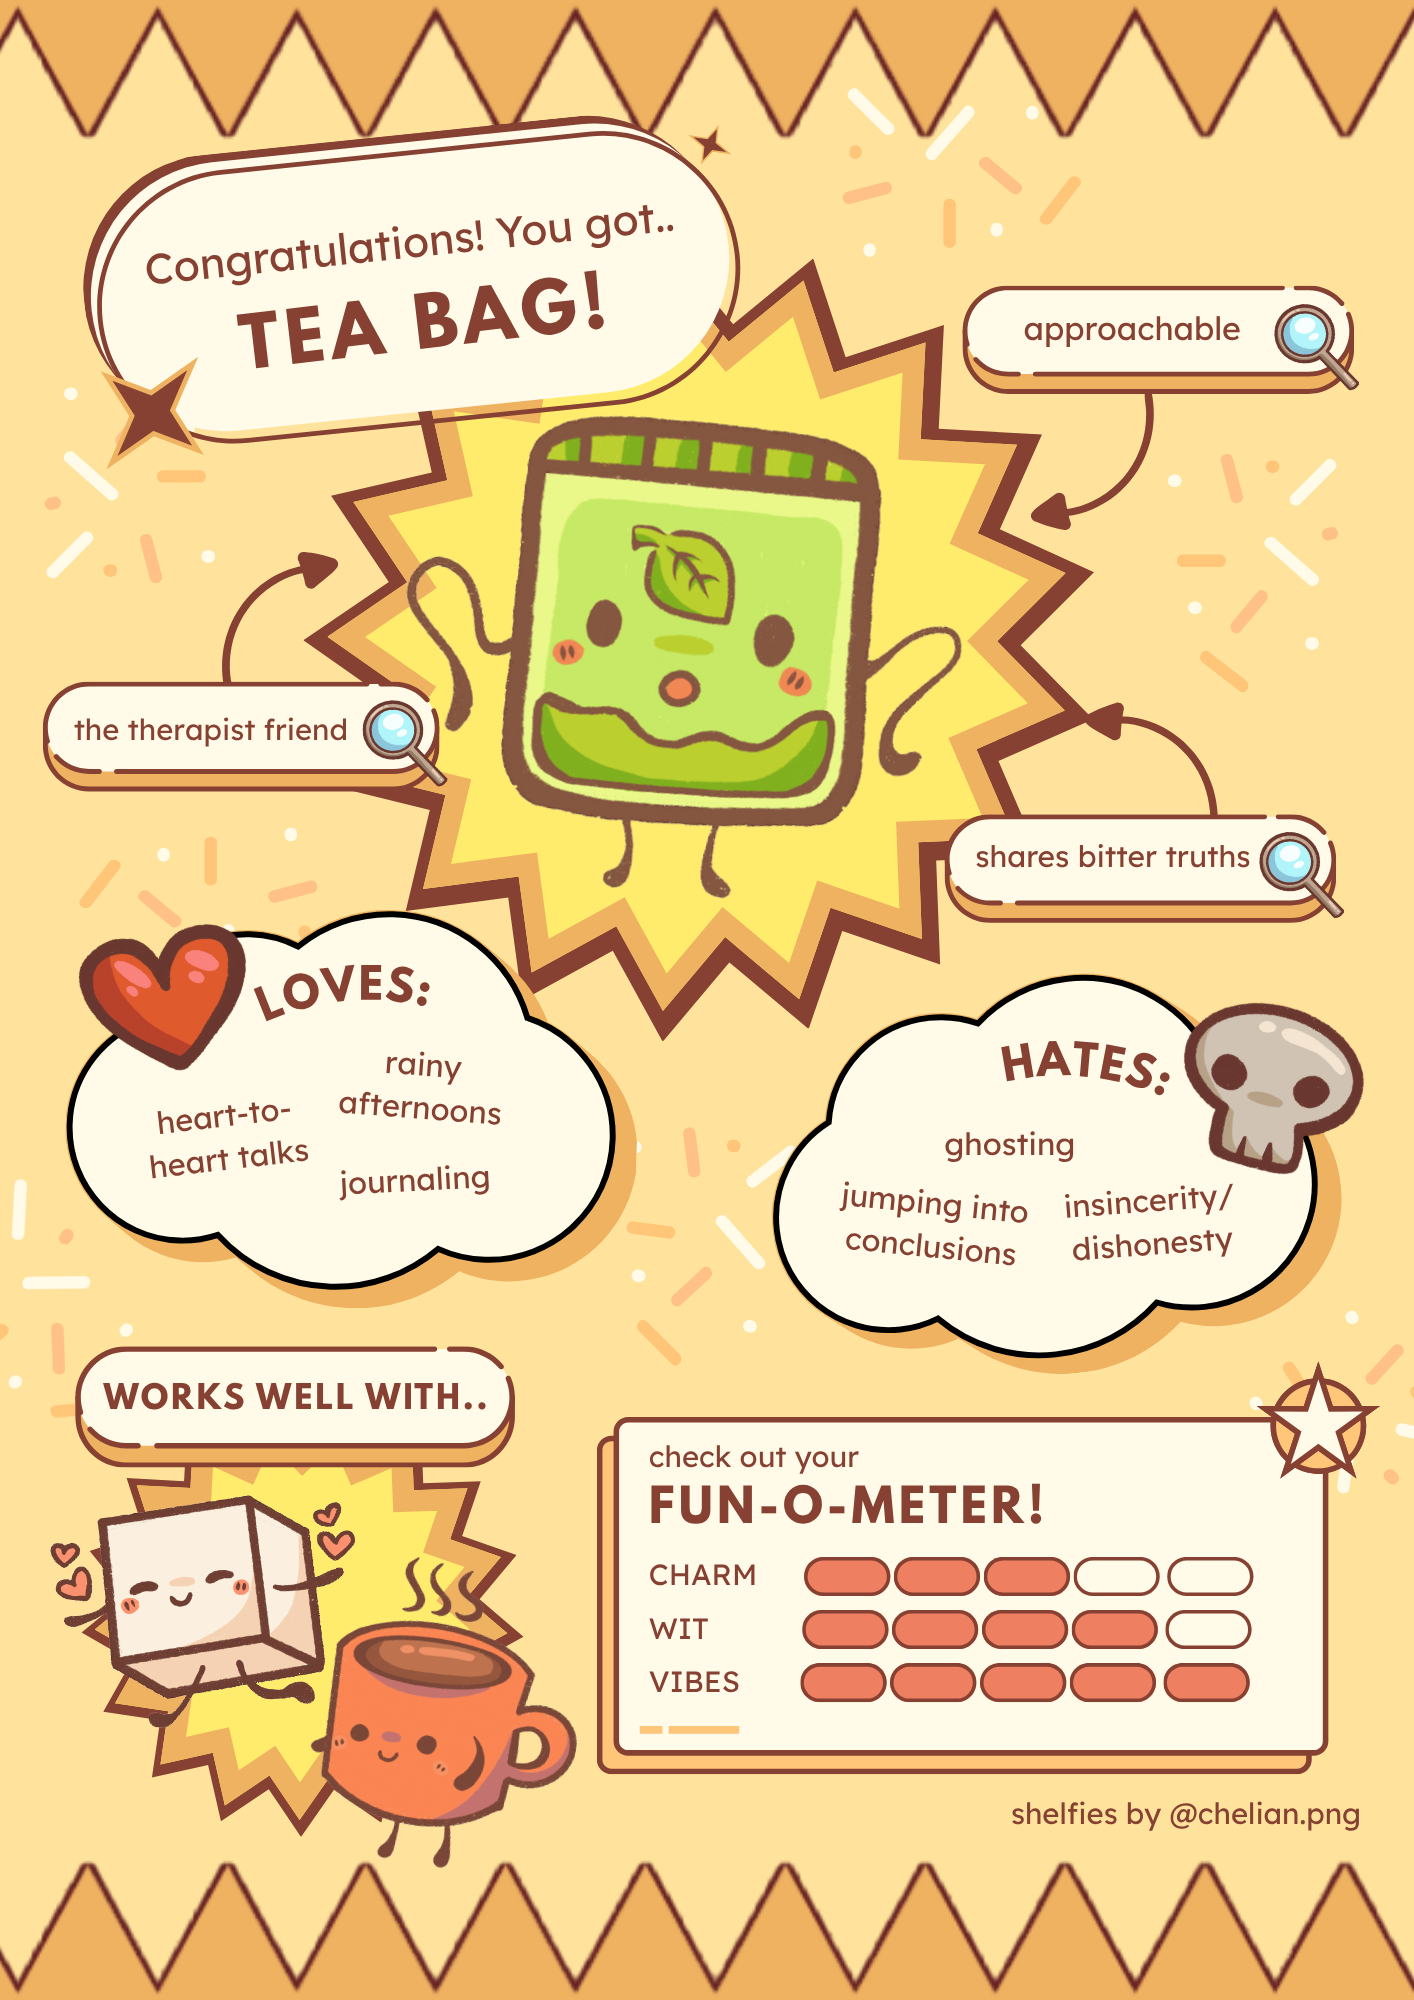 Congratulations! You got..
TEA BAG!
approachable
the therapist friend
shares bitter truths
LOVES:
heart-to-
heart talks
rainy
afternoons
journaling
HATES:
ghosting
jumping into
conclusions
insincerity/
dishonesty
WORKS WELL WITH..
check out your
FUN-O-METER!
CHARM
WIT
VIBES
shelfies by @chelian.png